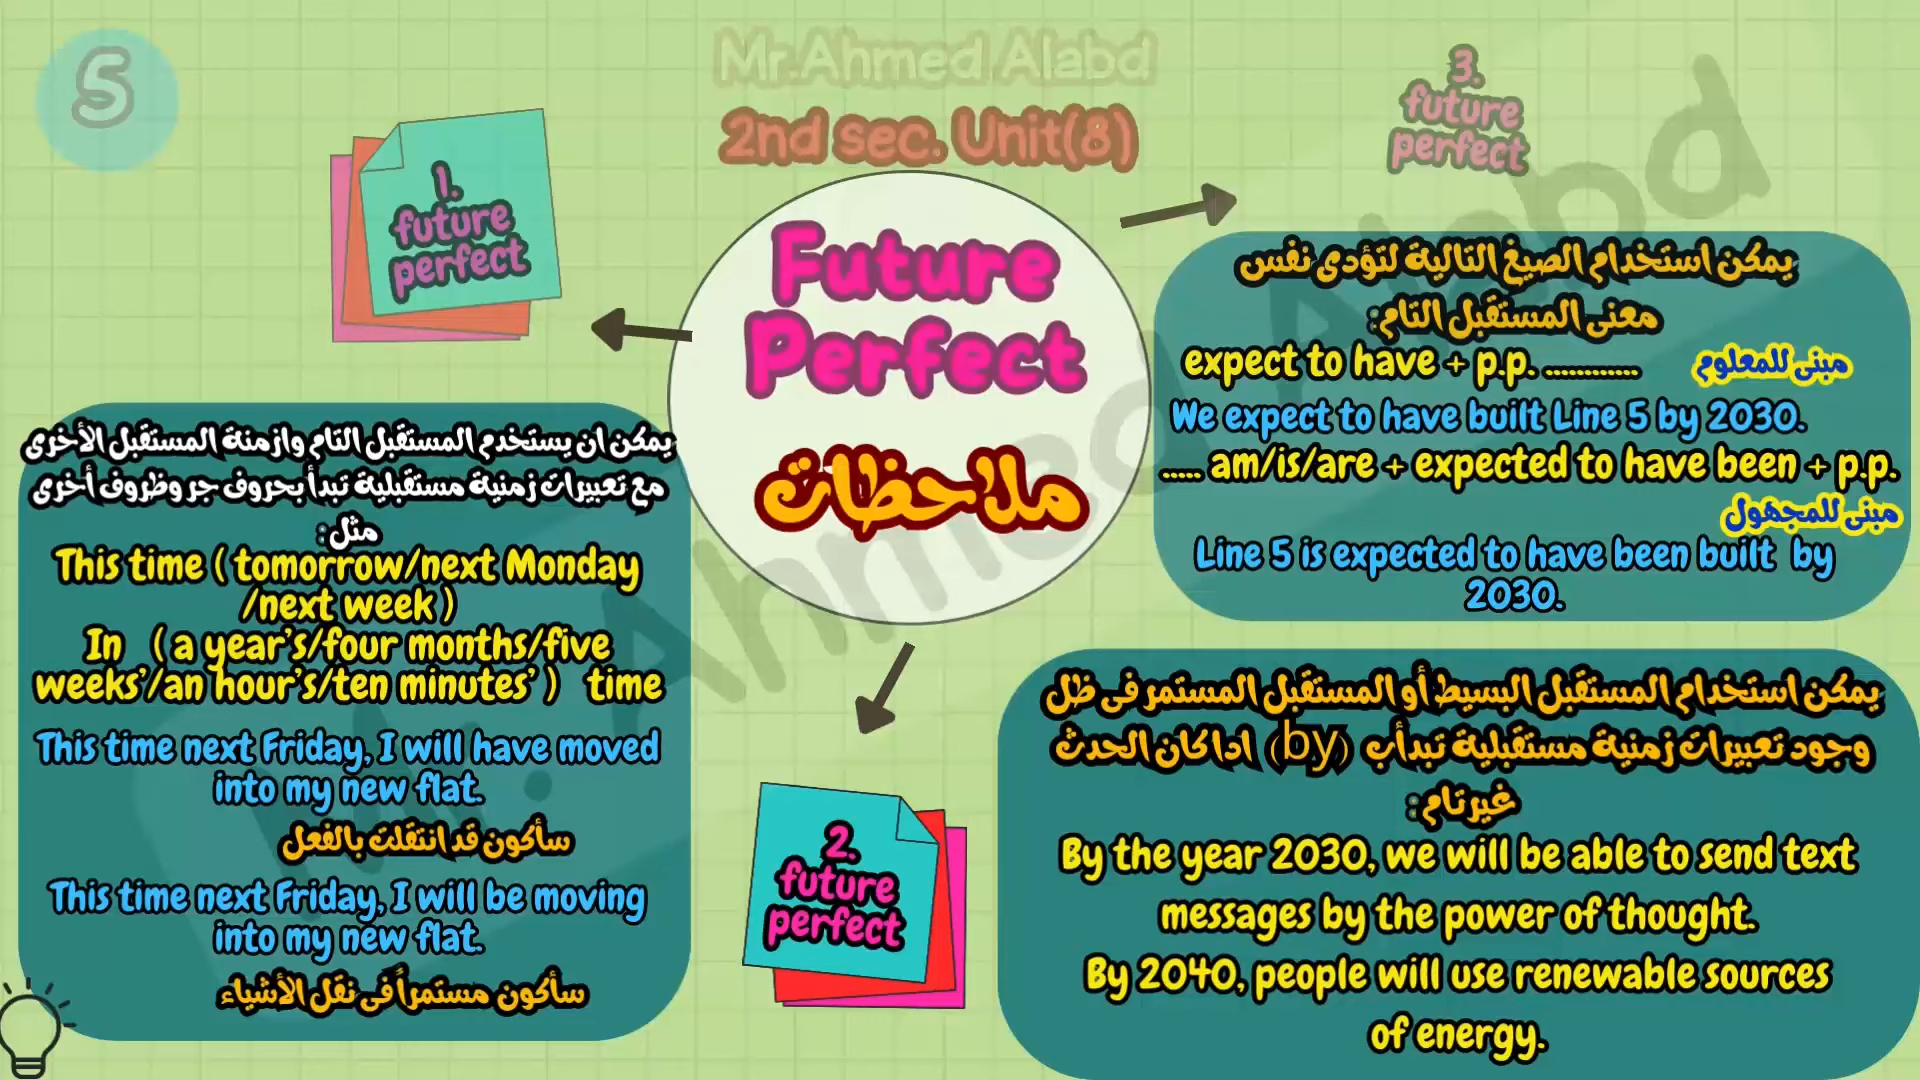 5
Mr.Ahmed Alabd
2nd sec. Unit(8)
Future
Perfect
ملاحظات
1.
future
perfect
يمكن ان يستخدم المستقبل التام وازمنة المستقبل الأخرى
مع تعبيرات زمنية مستقبلية تبدأ بحروف جر وظروف أخرى
مثل:
This time ( tomorrow/next Monday
/next week )
In ( a year's/four months/five
weeks'/an hour's/ten minutes' ) time
This time next Friday, I will have moved
into my new flat.
سأكون قد انتقلت بالفعل
This time next Friday, I will be moving
into my new flat.
سأكون مستمراً فى نقل الأشياء
2.
future
perfect
يمكن استخدام المستقبل البسيط أو المستقبل المستمر فى ظل
وجود تعبيرات زمنية مستقبلية تبدأب (by) اذا كان الحدث
غير تام:
By the year 2030, we will be able to send text
messages by the power of thought.
By 2040, people will use renewable sources
of energy.
3.
future
perfect
يمكن استخدام الصيغ التالية لتؤدى نفس
معنى المستقبل التام:
expect to have + p.p. ............. مبنى للمعلوم
We expect to have built Line 5 by 2030.
..... am/is/are + expected to have been + p.p.
مبنى للمجهول
Line 5 is expected to have been built by
2030.
Mr. Ahmed Alabd